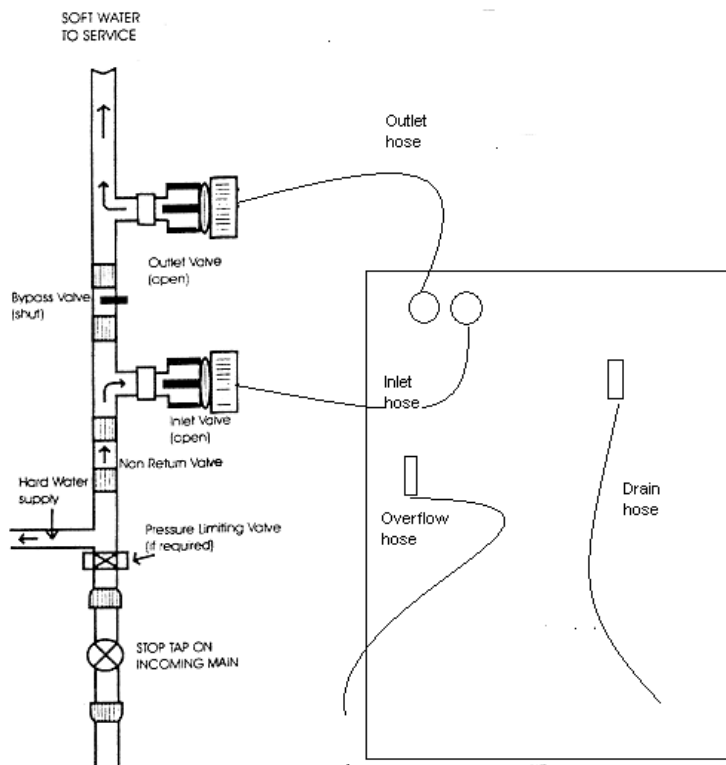 SOFT WATER
TO SERVICE
Outlet
hose
Outlet Valve
(open)
Bypass Valve
(shut)
Inlet
hose
Inlet Valve
(open)
Non Return Valve
Hard Water
supply
Overflow
hose
Drain
hose
Pressure Limiting Valve
(if required)
STOP TAP ON
INCOMING MAIN